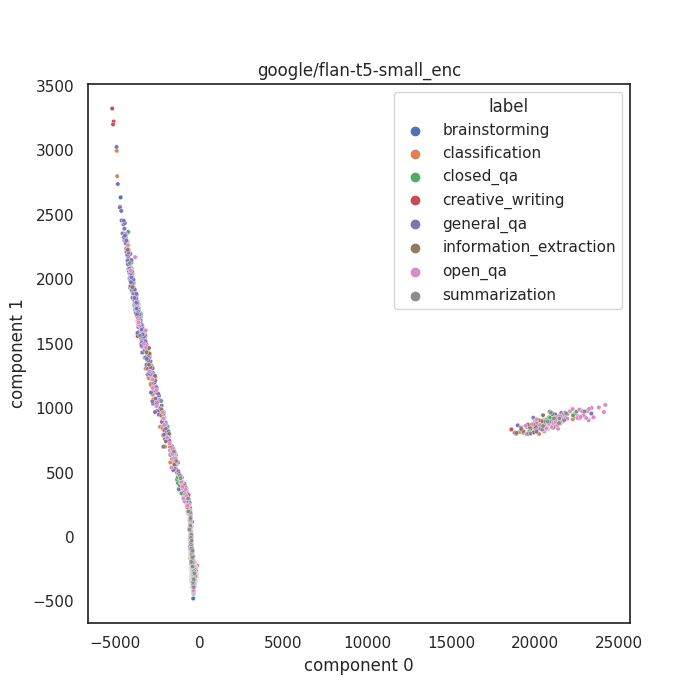 google/flan-t5-small_enc
3500
3000
2500
2000
1500
1000
500
0
−500
component 1
label
brainstorming
classification
closed_qa
creative_writing
general_qa
information_extraction
open_qa
summarization
−5000 0 5000 10000 15000 20000 25000
component 0